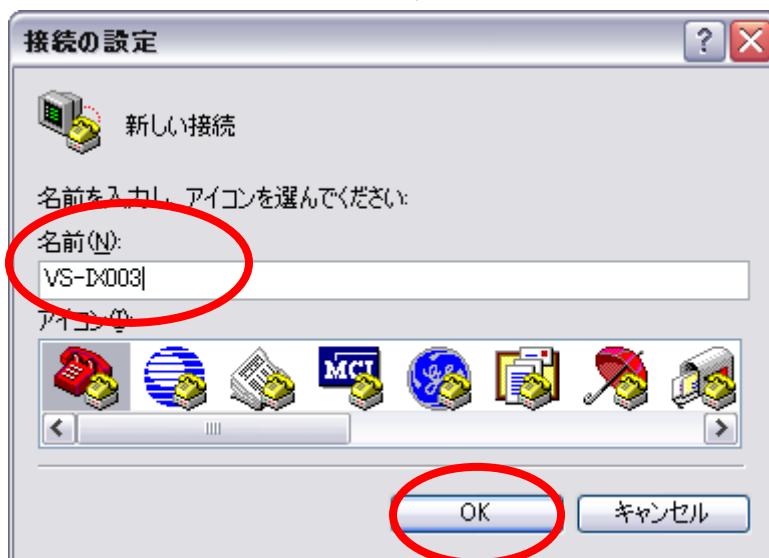 接続の設定
新しい接続
名前を入力し、アイコンを選んでください:
名前(N):
VS-IX003
アイコン(I):
MCI
OK
キャンセル